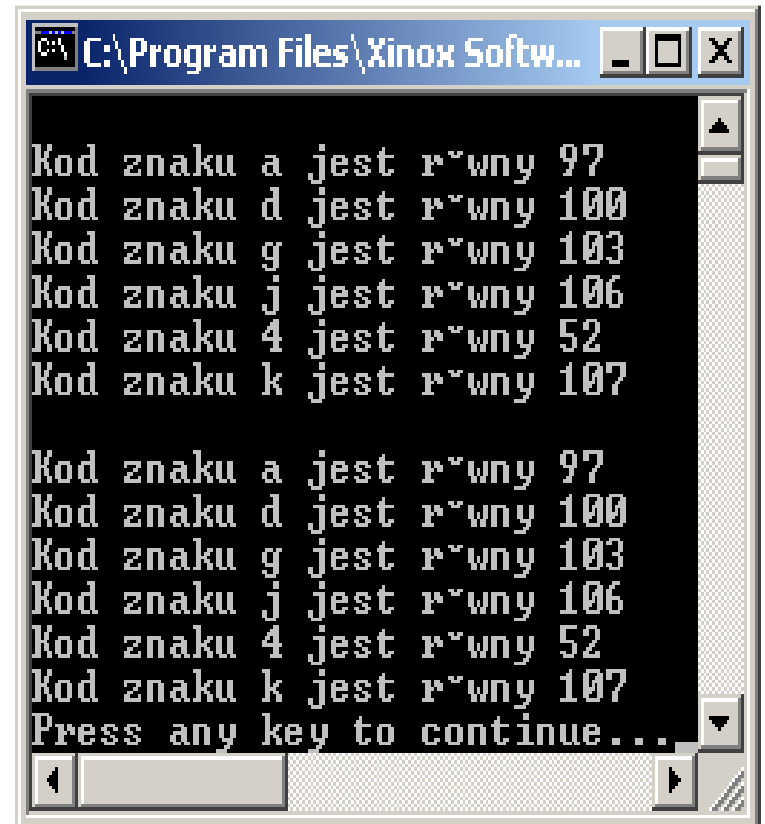 C:\Program Files\Xinox Softw...
Kod znaku a jest r˘wny 97
Kod znaku d jest r˘wny 100
Kod znaku g jest r˘wny 103
Kod znaku j jest r˘wny 106
Kod znaku 4 jest r˘wny 52
Kod znaku k jest r˘wny 107
Kod znaku a jest r˘wny 97
Kod znaku d jest r˘wny 100
Kod znaku g jest r˘wny 103
Kod znaku j jest r˘wny 106
Kod znaku 4 jest r˘wny 52
Kod znaku k jest r˘wny 107
Press any key to continue...